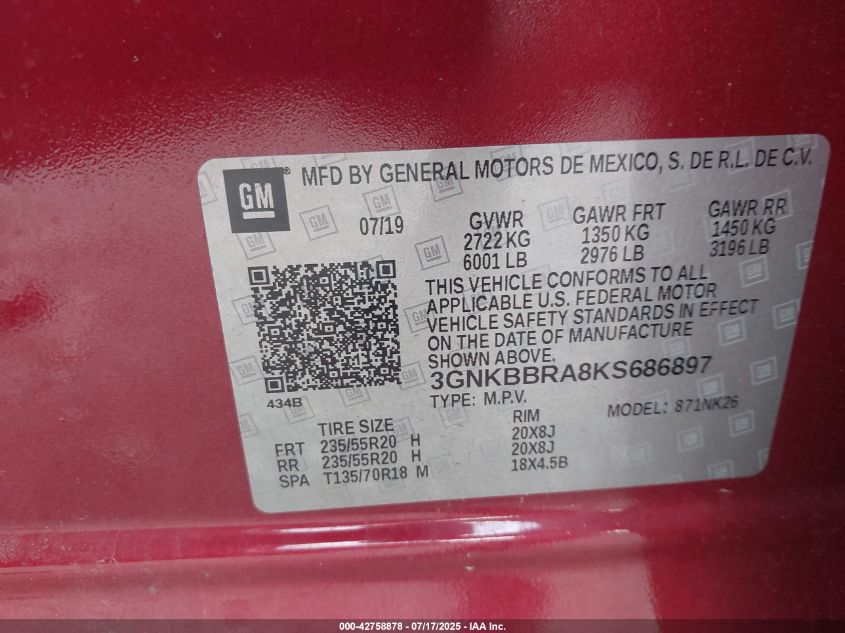 GM ® MFD BY GENERAL MOTORS DE MEXICO, S. DE R.L. DE C.V.
07/19 GVWR GAWR FRT GAWR RR
2722 KG 1350 KG 1450 KG
6001 LB 2976 LB 3196 LB
THIS VEHICLE CONFORMS TO ALL
APPLICABLE U.S. FEDERAL MOTOR
VEHICLE SAFETY STANDARDS IN EFFECT
ON THE DATE OF MANUFACTURE
SHOWN ABOVE.
3GNKBBRA8KS686897
434B
TYPE: M.P.V. MODEL: 871NK26
TIRE SIZE RIM
FRT 235/55R20 H 20X8J
RR 235/55R20 H 20X8J
SPA T135/70R18 M 18X4.5B
000-42758878 - 07/17/2025 - IAA Inc.